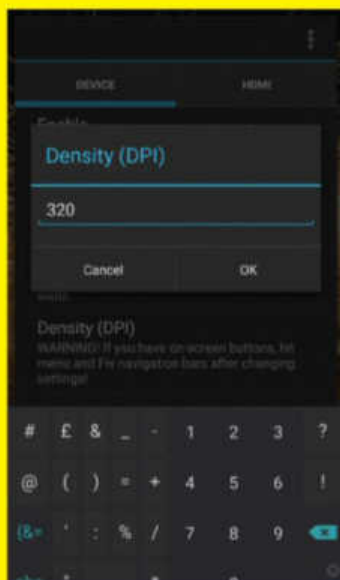 DEVICE HDMI
Enable
Density (DPI)
320
Cancel OK
Density (DPI)
WARNING! If you have on-screen buttons, hit
menu and Fix navigation bars after changing
settings!
# £ & _ - 1 2 3 ?
@ ( ) = + 4 5 6 !
{&= ' : % / 7 8 9